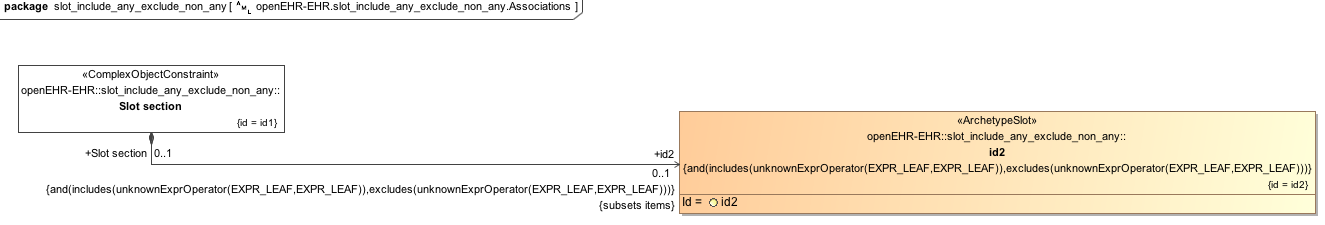 package slot_include_any_exclude_non_any [ AML openEHR-EHR.slot_include_any_exclude_non_any.Associations ]
«ComplexObjectConstraint»
openEHR-EHR::slot_include_any_exclude_non_any::
Slot section
{id = id1}
+Slot section 0..1
+id2
0..1
{and(includes(unknownExprOperator(EXPR_LEAF,EXPR_LEAF)),excludes(unknownExprOperator(EXPR_LEAF,EXPR_LEAF)))}
{subsets items}
«ArchetypeSlot»
openEHR-EHR::slot_include_any_exclude_non_any::
id2
{and(includes(unknownExprOperator(EXPR_LEAF,EXPR_LEAF)),excludes(unknownExprOperator(EXPR_LEAF,EXPR_LEAF)))}
{id = id2}
Id = id2